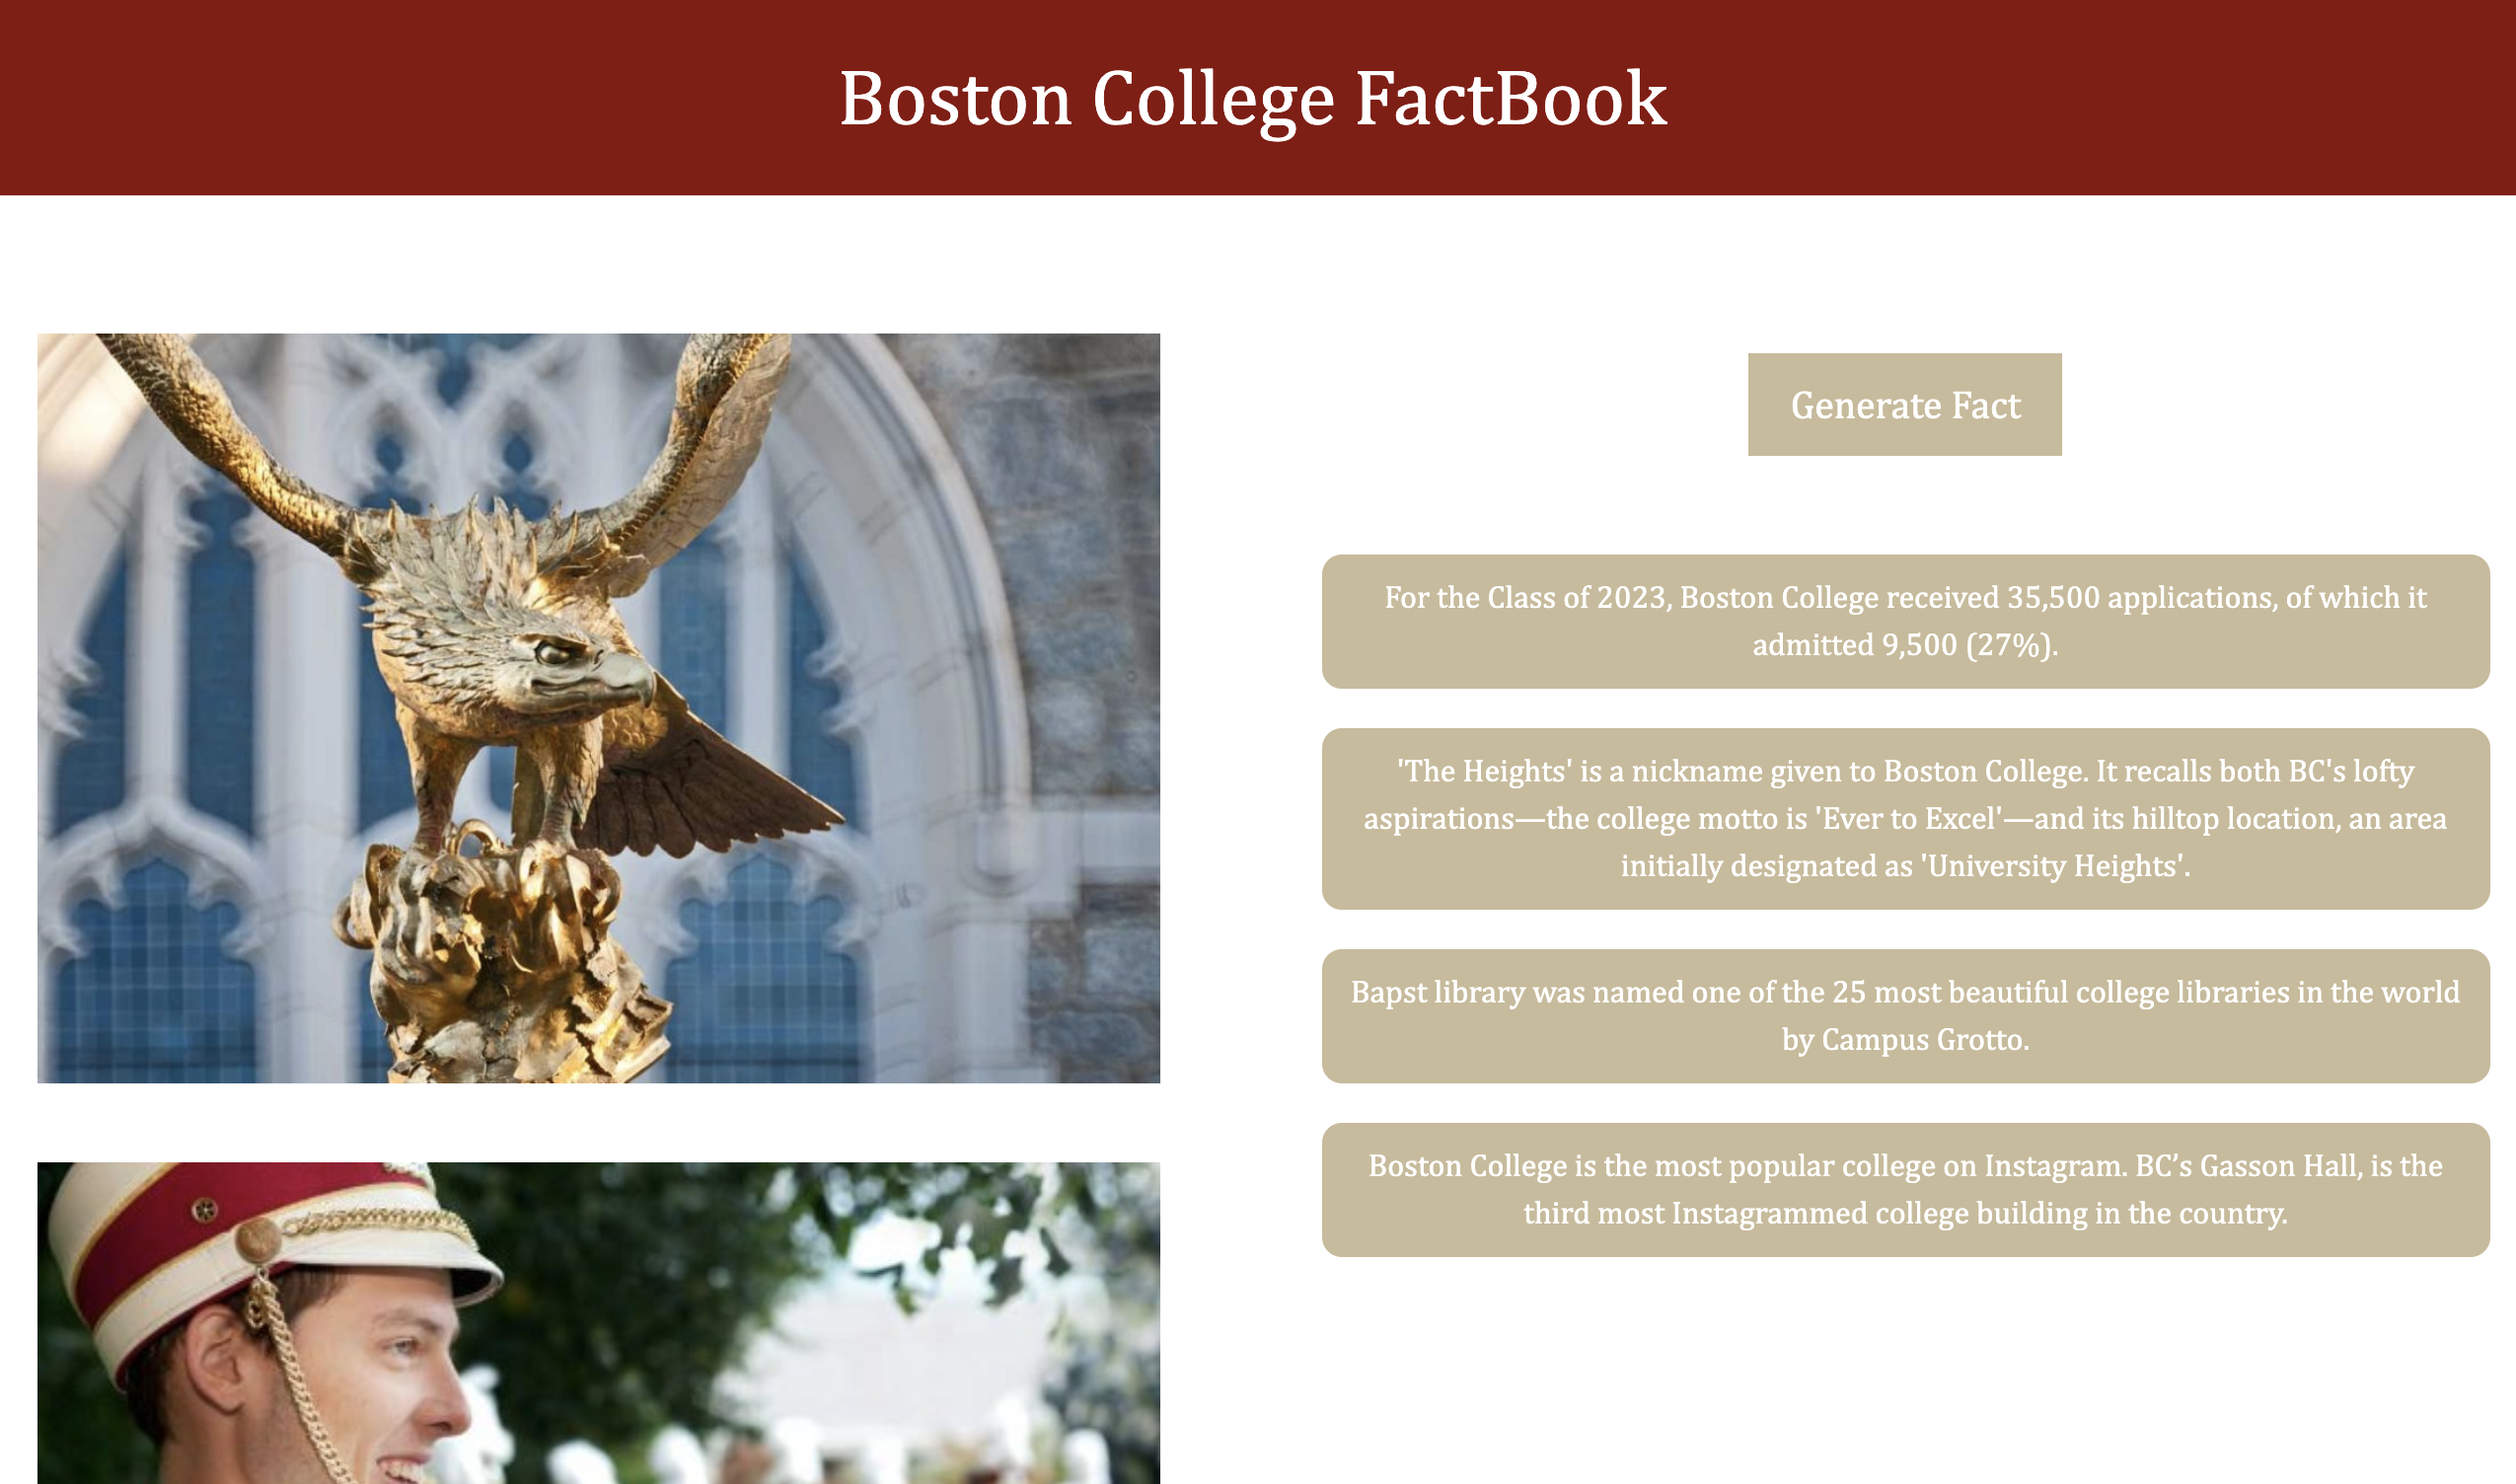 Boston College FactBook
Generate Fact
For the Class of 2023, Boston College received 35,500 applications, of which it
admitted 9,500 (27%).
'The Heights' is a nickname given to Boston College. It recalls both BC's lofty
aspirations—the college motto is 'Ever to Excel'—and its hilltop location, an area
initially designated as 'University Heights'.
Bapst library was named one of the 25 most beautiful college libraries in the world
by Campus Grotto.
Boston College is the most popular college on Instagram. BC’s Gasson Hall, is the
third most Instagrammed college building in the country.